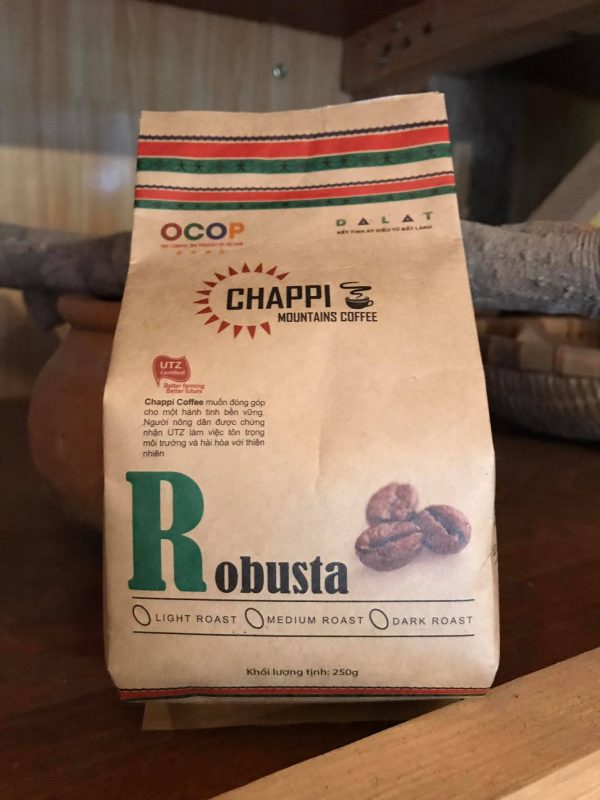 OCOP
DALAT
KẾT TINH KỲ DIỆU TỪ ĐẤT LÀNH
CHAPPI
MOUNTAINS COFFEE
UTZ
Certified
Better farming
Better future
Chappi Coffee muốn đóng góp
cho một hành tinh bền vững.
Người nông dân được chứng
nhận UTZ làm việc tôn trọng
môi trường và hài hòa với thiên
nhiên
Robusta
LIGHT ROAST MEDIUM ROAST DARK ROAST
Khối lượng tịnh: 250g